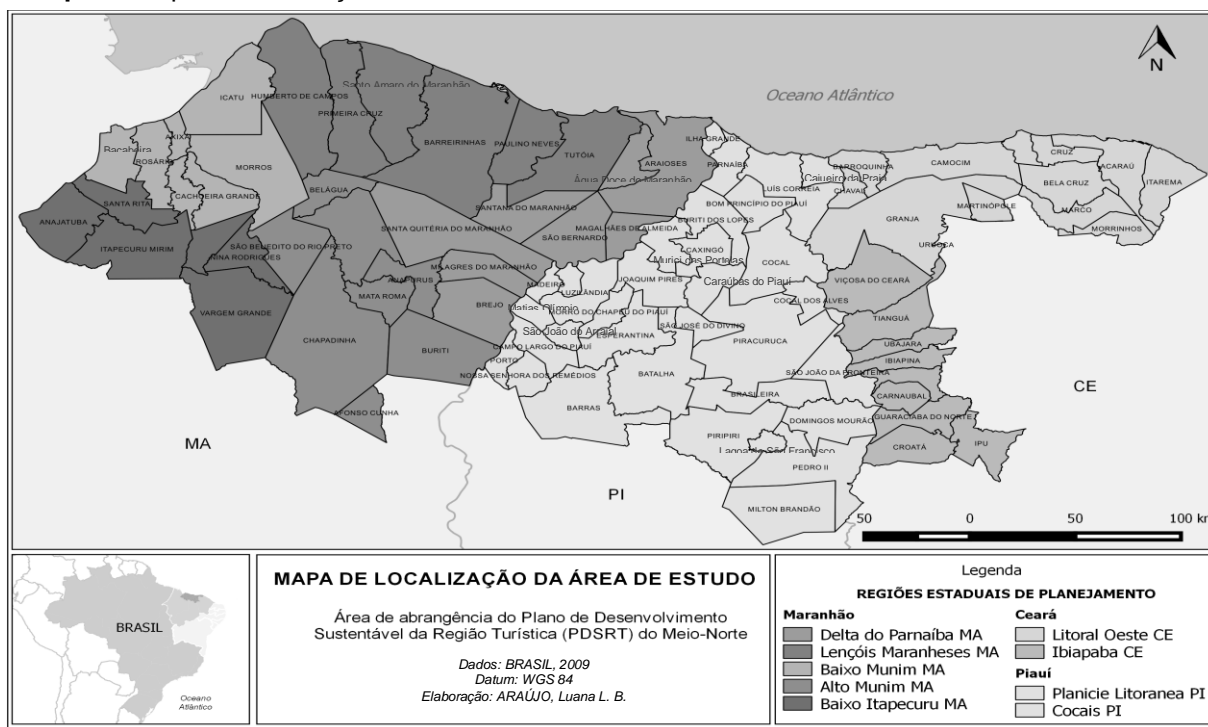 N
Oceano Atlântico
ICATU
HUMBERTO DE CAMPOS
Santo Amaro do Maranhão
PRIMEIRA CRUZ
BARREIRINHAS
PAULINO NEVES
TUTÓIA
ARAIOSES
Água Doce do Maranhão
ILHA GRANDE
PARNAÍBA
LUÍS CORREIA
BARROQUINHA
Cajueiro da Praia
CHAVAL
CAMOCIM
CRUZ
ACARAÚ
BELA CRUZ
ITAREMA
MARCO
MORRINHOS
MARTINÓPOLE
GRANJA
URUOCA
AXIXÁ
Bacabeira
ROSÁRIO
MORROS
CACHOEIRA GRANDE
SANTA RITA
ANAJATUBA
ITAPECURU MIRIM
NINA RODRIGUES
VARGEM GRANDE
BELÁGUA
SÃO BENEDITO DO RIO PRETO
SANTA QUITÉRIA DO MARANHÃO
SANTANA DO MARANHÃO
SÃO BERNARDO
MAGALHÃES DE ALMEIDA
MILAGRES DO MARANHÃO
ANAPURUS
MATA ROMA
BREJO
CHAPADINHA
BURITI
AFONSO CUNHA
BOM PRINCÍPIO DO PIAUÍ
BURITI DOS LOPES
CAXINGÓ
Murici dos Portelas
COCAL
Caraúbas do Piauí
COCAL DOS ALVES
JOAQUIM PIRES
MADEIRO
LUZILÂNDIA
Matias Olímpio
MORRO DO CHAPÉU DO PIAUÍ
São João do Arraial
ESPERANTINA
SÃO JOSÉ DO DIVINO
CAMPO LARGO DO PIAUÍ
PORTO
NOSSA SENHORA DOS REMÉDIOS
BATALHA
BARRAS
PIRACURUCA
SÃO JOÃO DA FRONTEIRA
BRASILEIRA
PIRIPIRI
DOMINGOS MOURÃO
Lagoa de São Francisco
PEDRO II
MILTON BRANDÃO
VIÇOSA DO CEARÁ
TIANGUÁ
UBAJARA
IBIAPINA
CARNAUBAL
GUARACIABA DO NORTE
CROATÁ
IPU
MA
PI
CE
50 0 50 100 km
BRASIL
Oceano
Atlântico
MAPA DE LOCALIZAÇÃO DA ÁREA DE ESTUDO
Área de abrangência do Plano de Desenvolvimento
Sustentável da Região Turística (PDSRT) do Meio-Norte
Dados: BRASIL, 2009
Datum: WGS 84
Elaboração: ARAÚJO, Luana L. B.
Legenda
REGIÕES ESTADUAIS DE PLANEJAMENTO
Maranhão
Delta do Parnaíba MA
Lençóis Maranheses MA
Baixo Munim MA
Alto Munim MA
Baixo Itapecuru MA
Ceará
Litoral Oeste CE
Ibiapaba CE
Piauí
Planicie Litoranea PI
Cocais PI